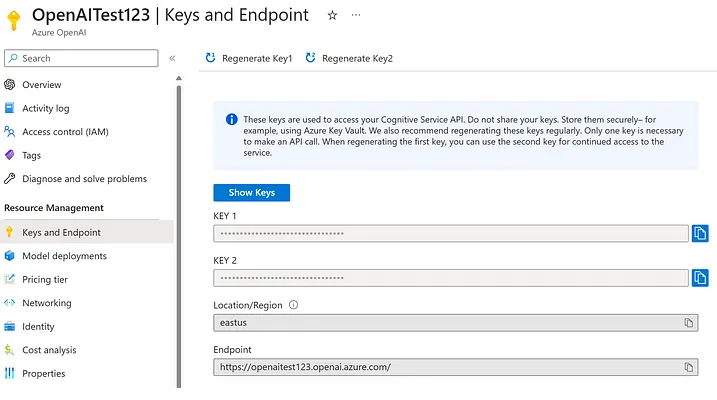 OpenAITest123 | Keys and Endpoint ☆ ···
Azure OpenAI
Search
«
Overview
Activity log
Access control (IAM)
Tags
Diagnose and solve problems
Resource Management
Keys and Endpoint
Model deployments
Pricing tier
Networking
Identity
Cost analysis
Properties
Regenerate Key1 Regenerate Key2
These keys are used to access your Cognitive Service API. Do not share your keys. Store them securely– for
example, using Azure Key Vault. We also recommend regenerating these keys regularly. Only one key is necessary
to make an API call. When regenerating the first key, you can use the second key for continued access to the
service.
Show Keys
KEY 1
••••••••••••••••••••••••••••••••
KEY 2
••••••••••••••••••••••••••••••••
Location/Region
eastus
Endpoint
https://openaitest123.openai.azure.com/